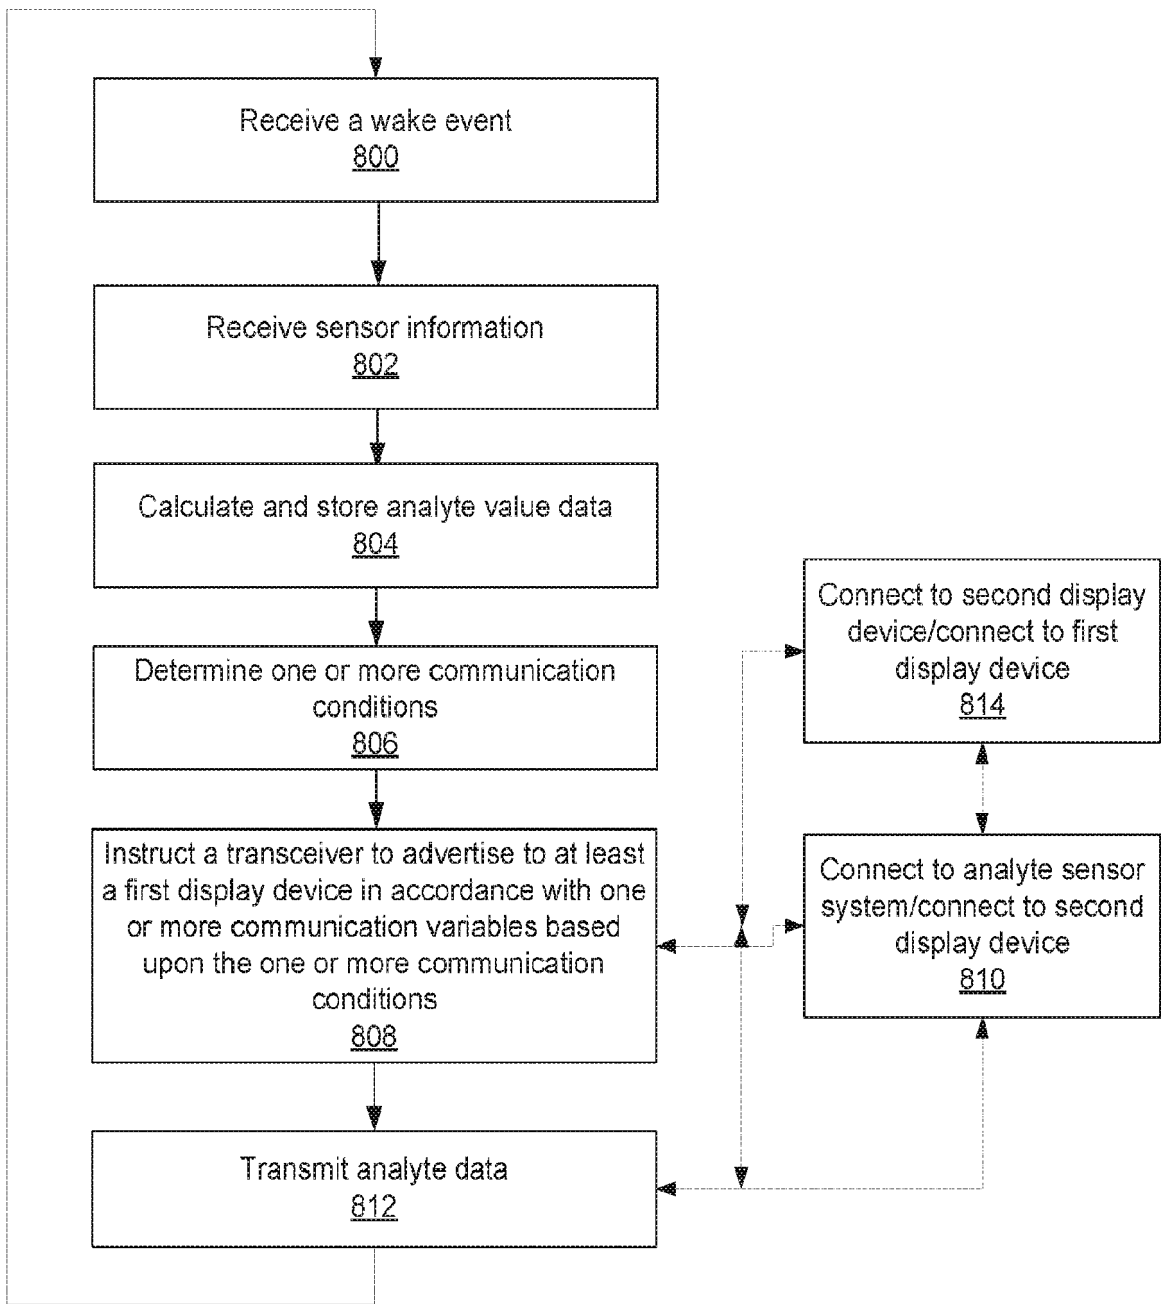 Receive a wake event
800
Receive sensor information
802
Calculate and store analyte value data
804
Determine one or more communication
conditions
806
Instruct a transceiver to advertise to at least
a first display device in accordance with one
or more communication variables based
upon the one or more communication
conditions
808
Transmit analyte data
812
Connect to second display
device/connect to first
display device
814
Connect to analyte sensor
system/connect to second
display device
810